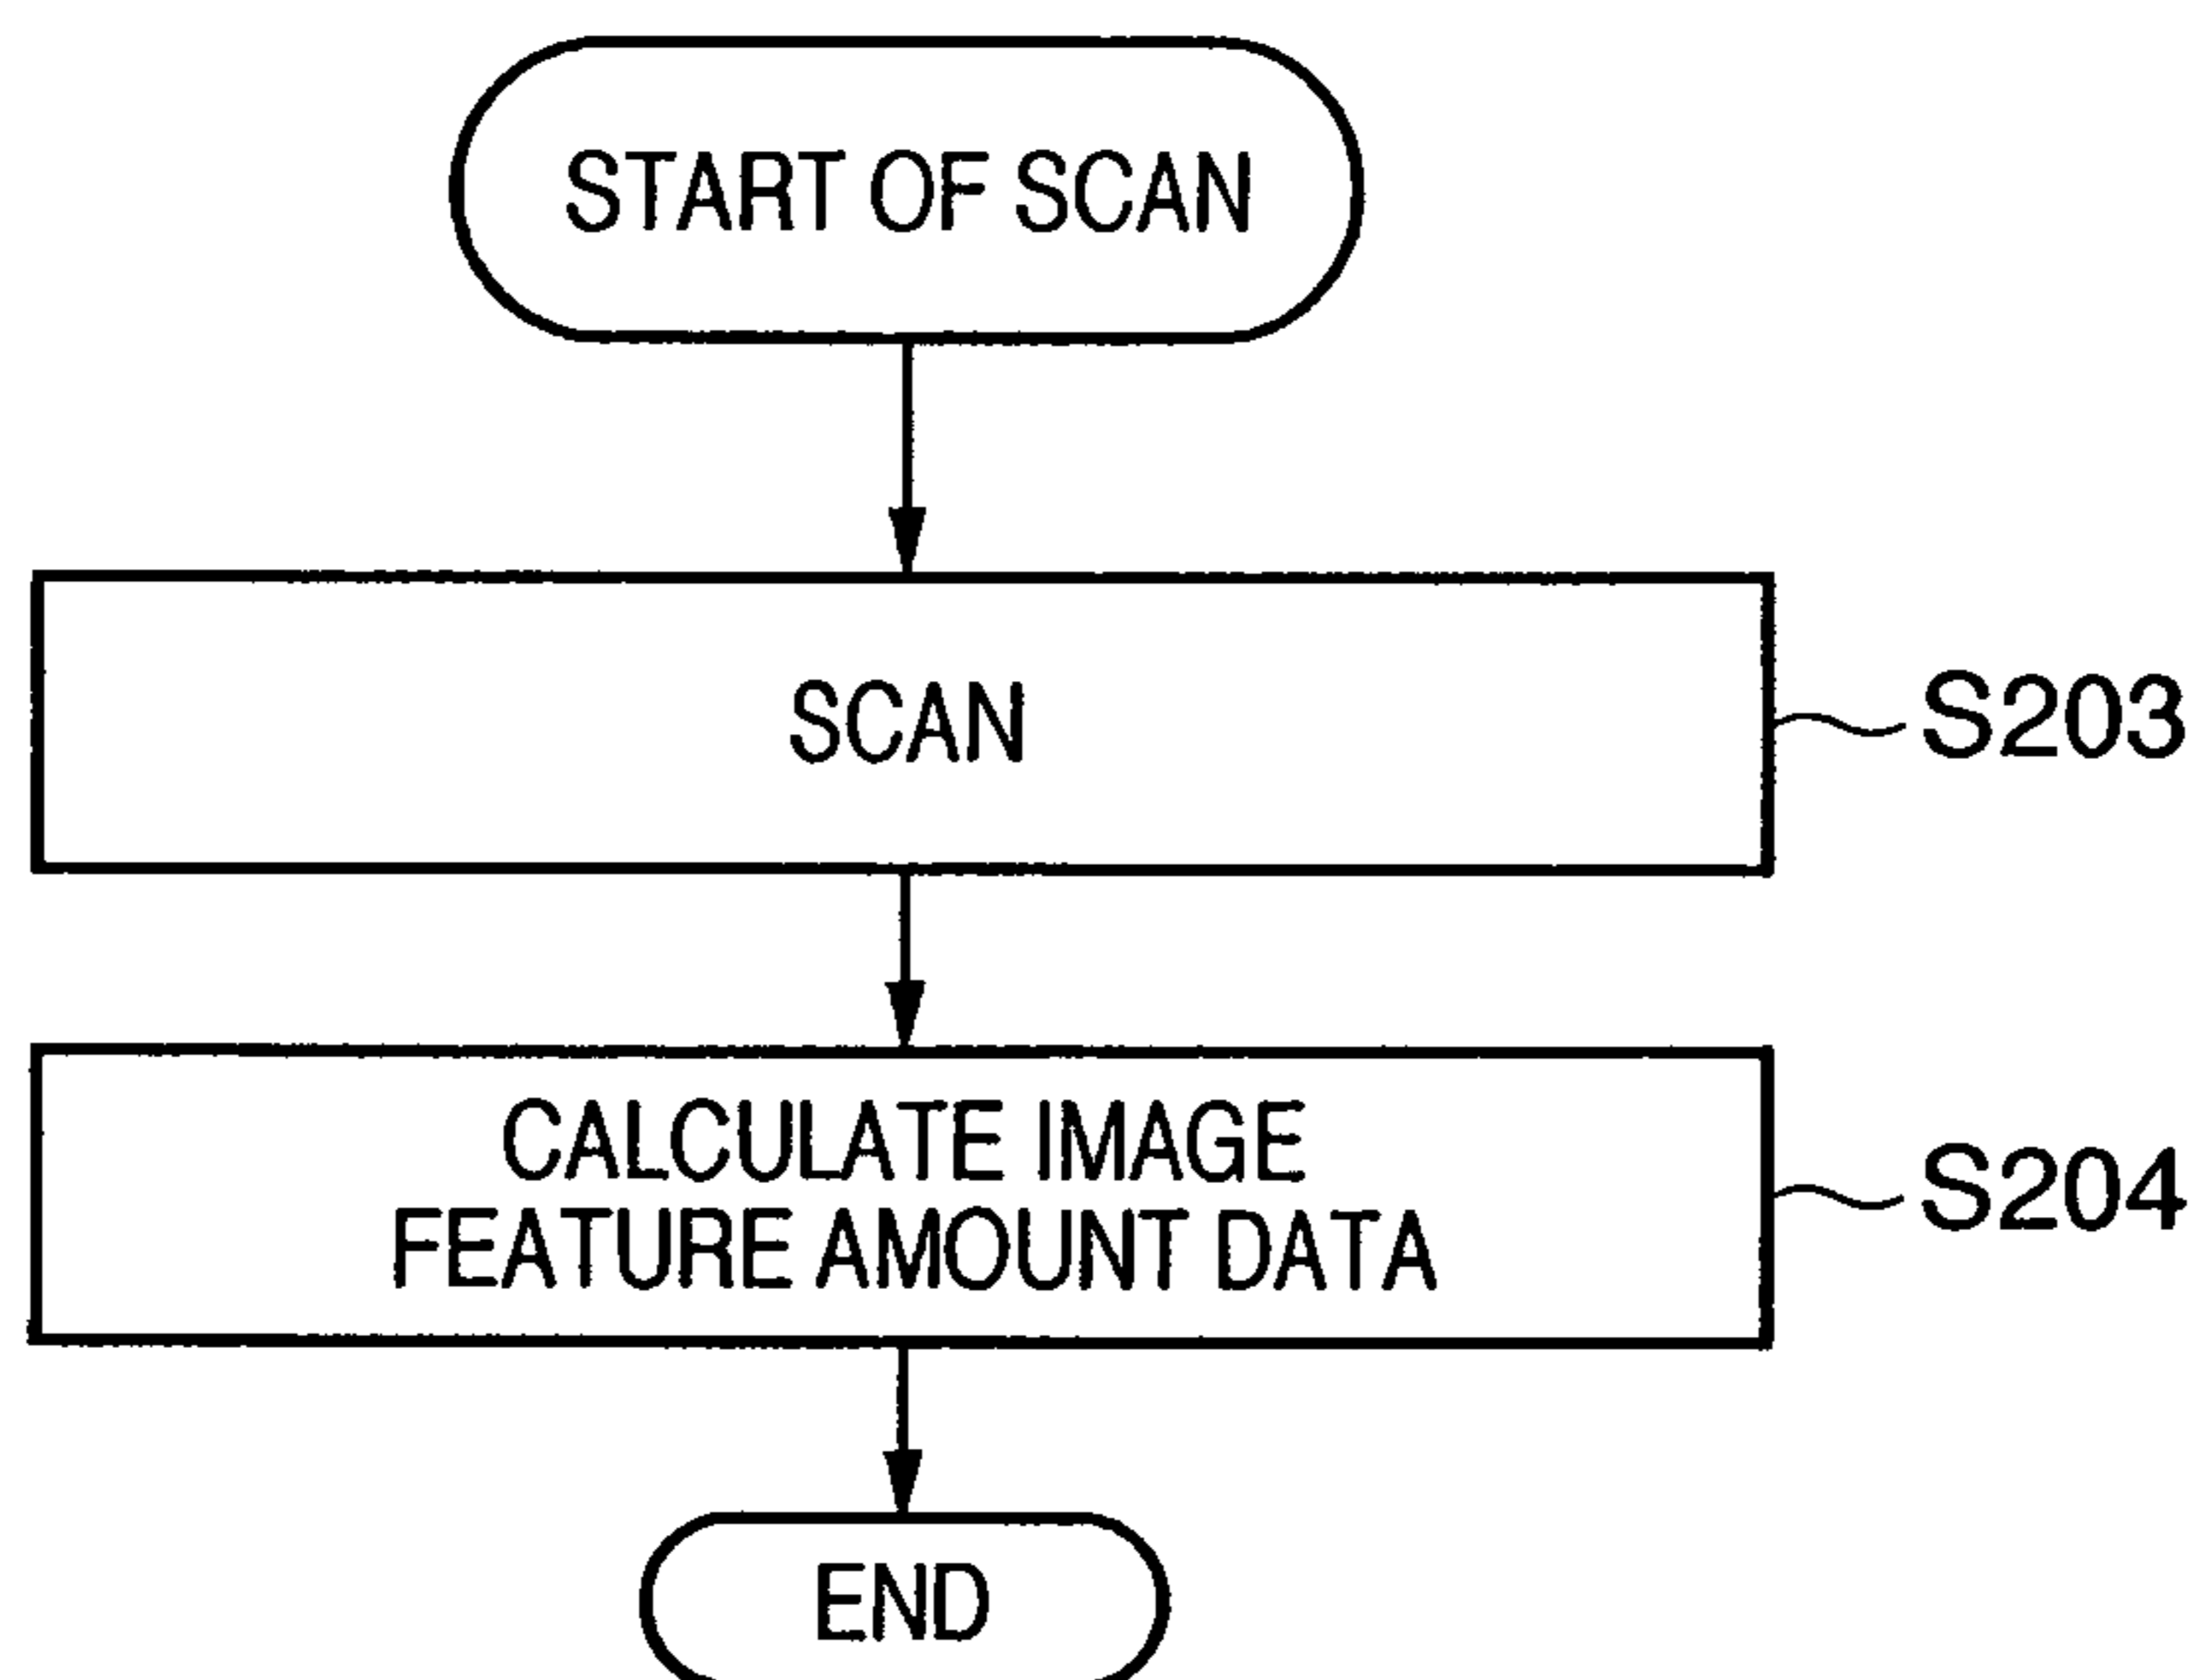 START OF SCAN
SCAN
S203
CALCULATE IMAGE
FEATURE AMOUNT DATA
S204
END